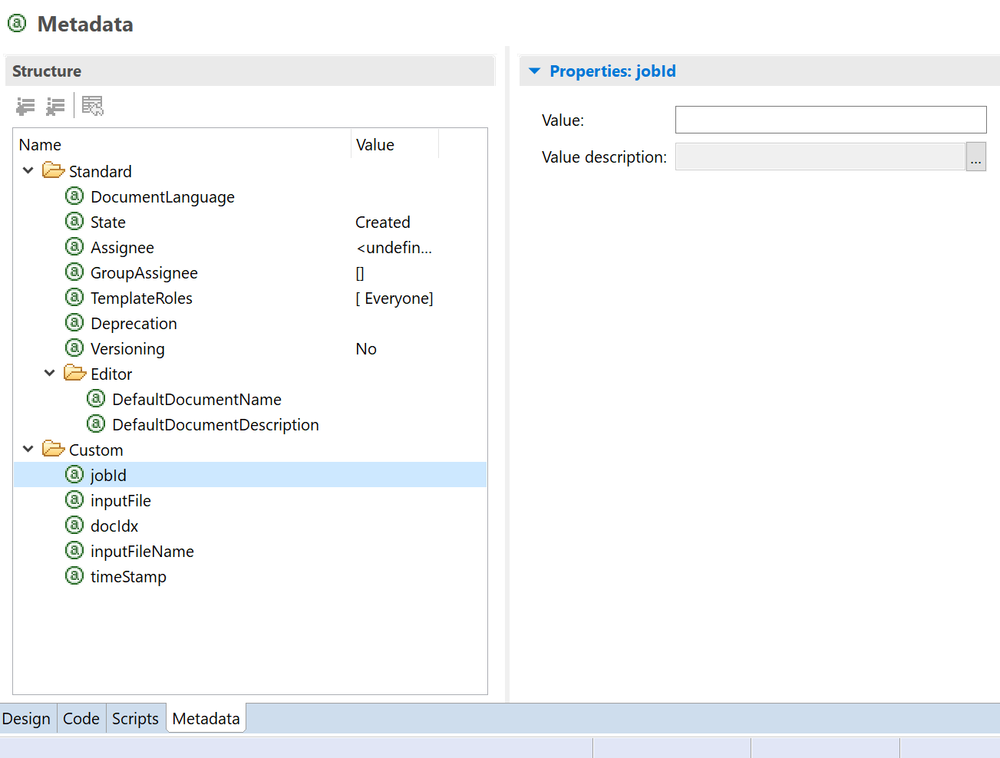 Metadata
Structure
Name Value
Standard
DocumentLanguage
State Created
Assignee <undefin...
GroupAssignee []
TemplateRoles [ Everyone]
Deprecation
Versioning No
Editor
DefaultDocumentName
DefaultDocumentDescription
Custom
jobId
inputFile
docIdx
inputFileName
timeStamp
Properties: jobId
Value:
Value description: ...
Design Code Scripts Metadata